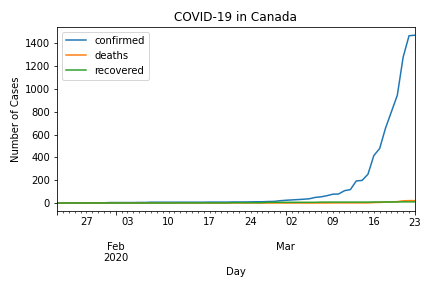 COVID-19 in Canada
confirmed
deaths
recovered
Number of Cases
1400
1200
1000
800
600
400
200
0
27 03 10 17 24 02 09 16 23
Feb Mar
2020
Day